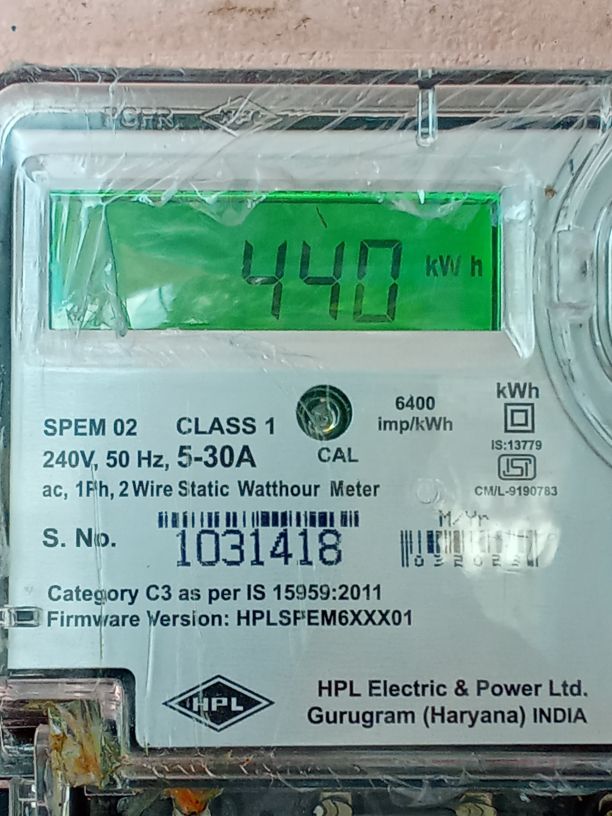 HPL
440 kWh
SPEM 02 CLASS 1
240V, 50 Hz, 5-30A
ac, 1Ph, 2 Wire Static Watthour Meter
CAL
6400
imp/kWh
kWh
IS:13779
ISI
CM/L-9190783
S. No. 1031418
M/Yr
Category C3 as per IS 15959:2011
Firmware Version: HPLSPEM6XXX01
HPL
HPL Electric & Power Ltd.
Gurugram (Haryana) INDIA